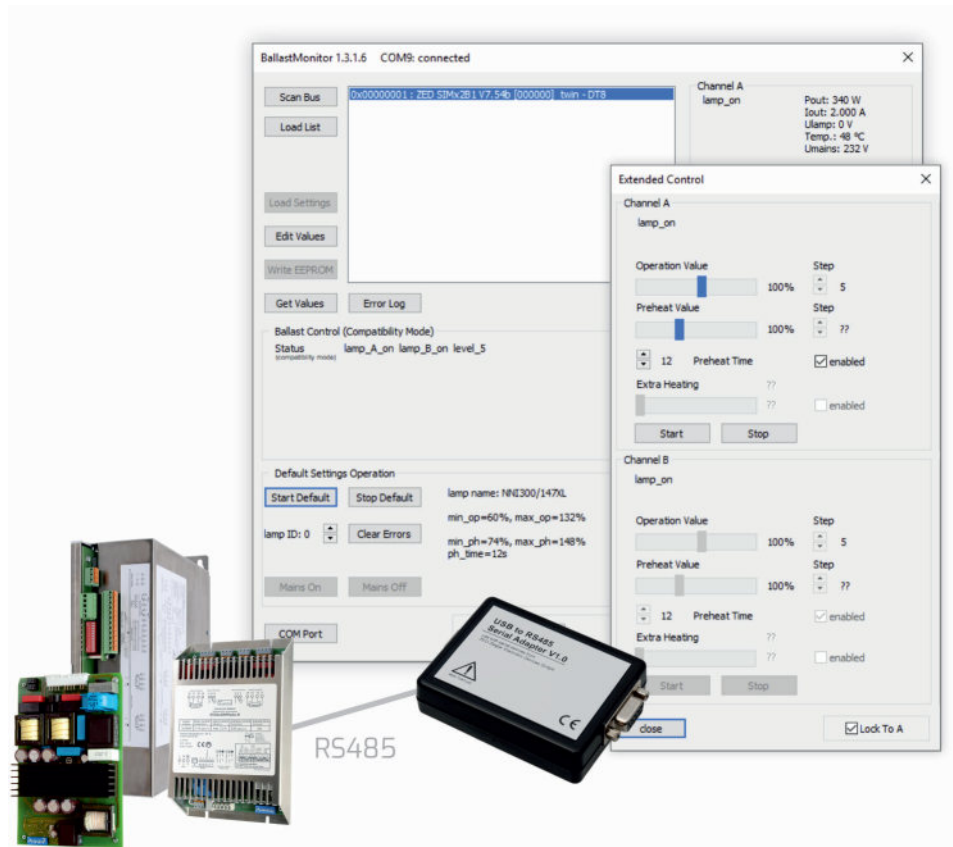 BallastMonitor 1.3.1.6 COM9: connected
Scan Bus
0x00000001 : ZED SIMx2B1 V7.54b [000000] twin - DT8
Load List
Load Settings
Edit Values
Write EEPROM
Get Values
Error Log
Channel A
lamp_on
Pout: 340 W
Iout: 2.000 A
Ulamp: 0 V
Temp.: 48 °C
Umains: 232 V
Ballast Control (Compatibility Mode)
Status lamp_A_on lamp_B_on level_5
(compatibility mode)
Default Settings Operation
Start Default
Stop Default
lamp name: NNI300/147XL
lamp ID: 0
Clear Errors
min_op=60%, max_op=132%
min_ph=74%, max_ph=148%
ph_time=12s
Mains On
Mains Off
COM Port
Extended Control
Channel A
lamp_on
Operation Value
Step
100%
5
Preheat Value
Step
100%
??
12 Preheat Time
enabled
Extra Heating
??
??
enabled
Start
Stop
Channel B
lamp_on
Operation Value
Step
100%
5
Preheat Value
Step
100%
??
12 Preheat Time
enabled
Extra Heating
??
??
enabled
Start
Stop
close
Lock To A
USB to RS485
Serial Adaptor V1.0
CE
RS485